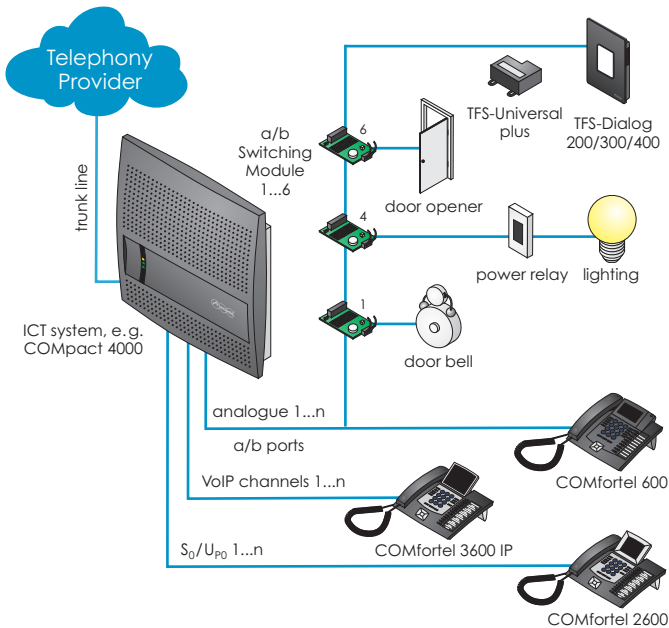 Telephony
Provider
trunk line
ICT system, e.g.
COMpact 4000
a/b
Switching
Module
1...6
6
4
1
TFS-Universal
plus
TFS-Dialog
200/300/400
door opener
power relay
lighting
door bell
analogue 1...n
a/b ports
COMfortel 600
VoIP channels 1...n
COMfortel 3600 IP
S₀/Uₚ₀ 1...n
COMfortel 2600